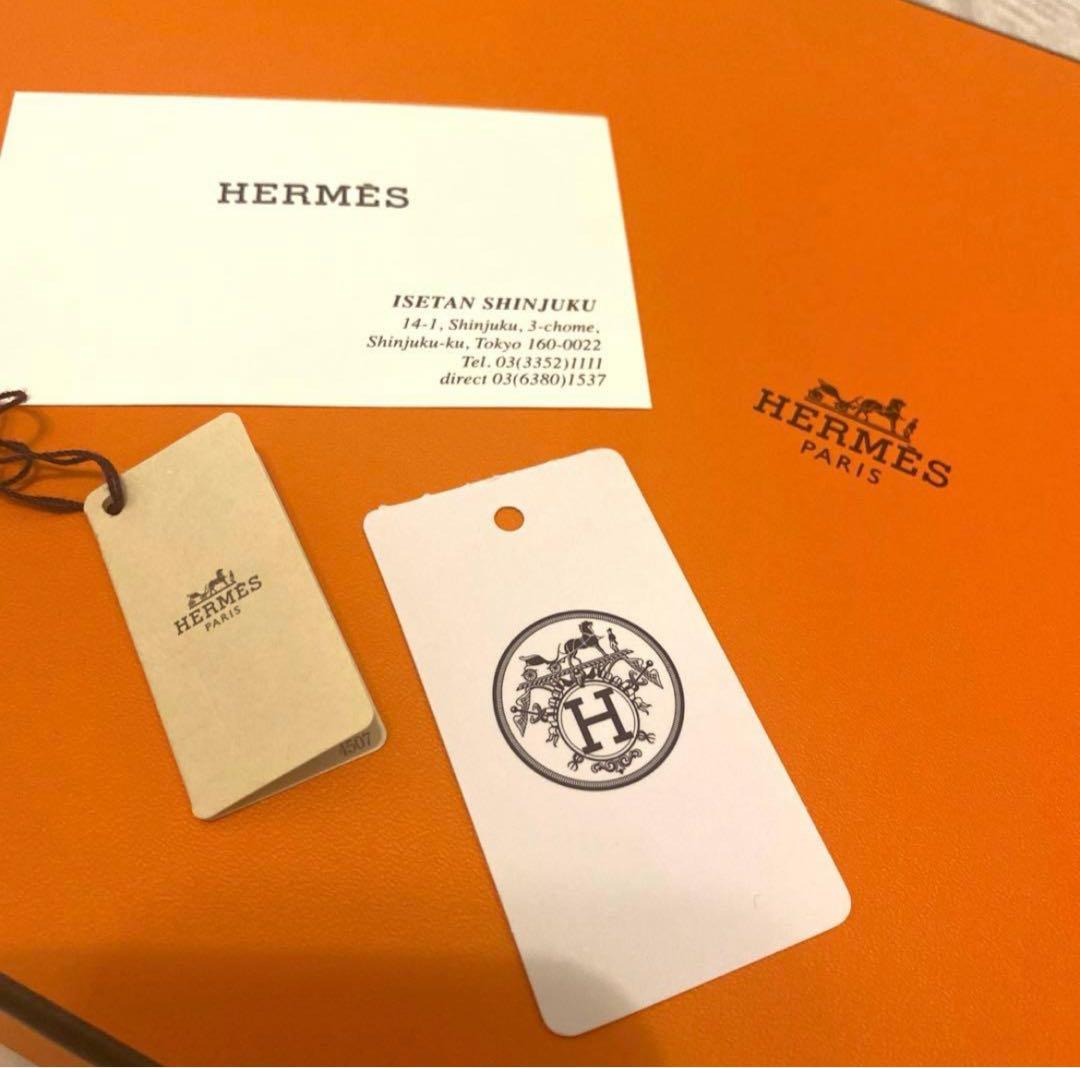 HERMÈS
ISETAN SHINJUKU
14-1, Shinjuku, 3-chome,
Shinjuku-ku, Tokyo 160-0022
Tel. 03(3352)1111
direct 03(6380)1537
HERMÈS
PARIS
HERMÈS
PARIS
4507
H